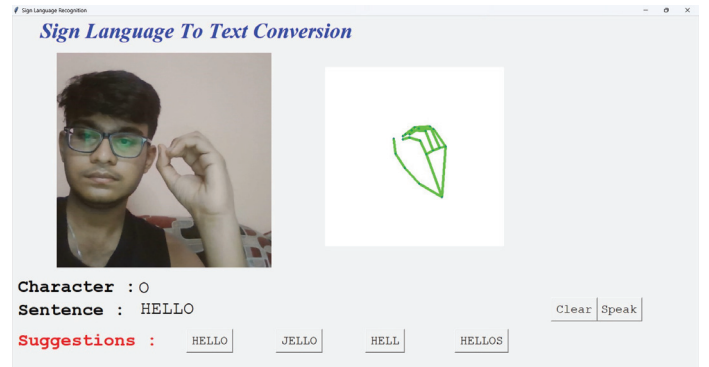 Sign Language Recognition
Sign Language To Text Conversion
Character : O
Sentence : HELLO
Clear Speak
Suggestions : HELLO JELLO HELL HELLOS